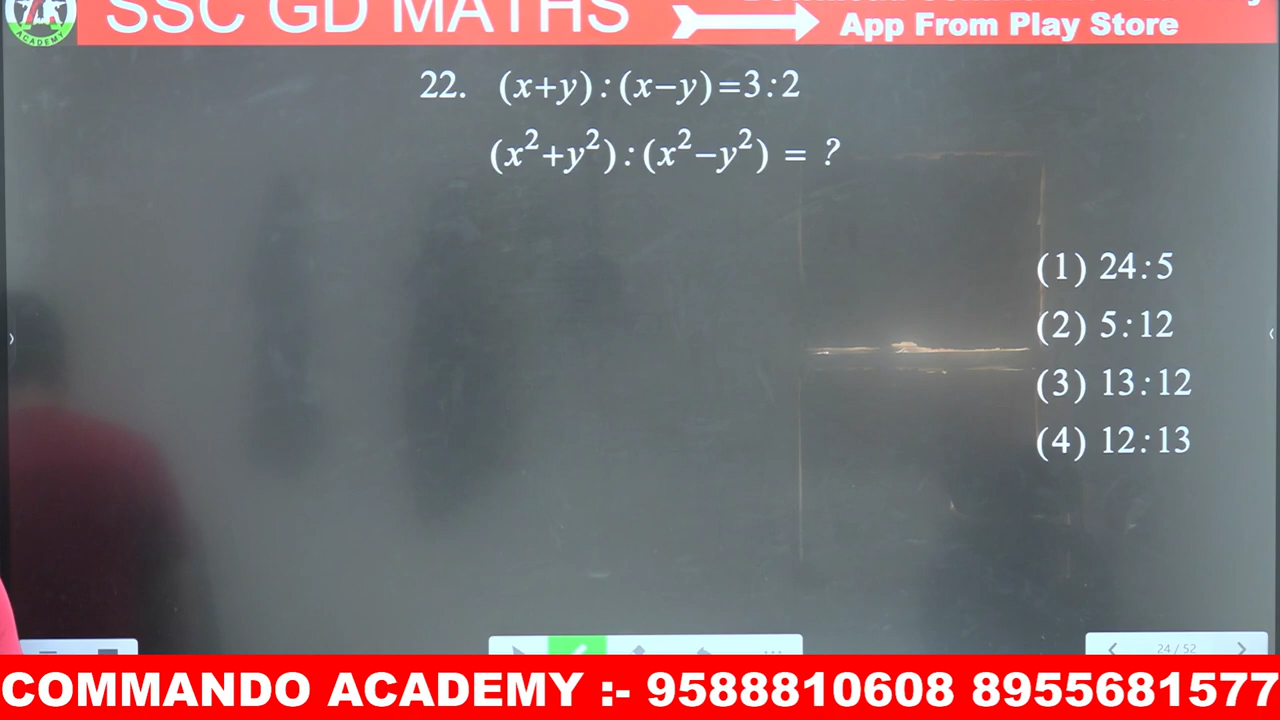 ACADEMY
SSC GD MATHS
App From Play Store
22. (x+y):(x−y)=3:2
(x²+y²):(x²−y²) = ?
(1) 24:5
(2) 5:12
(3) 13:12
(4) 12:13
24 / 52
COMMANDO ACADEMY :- 9588810608 8955681577